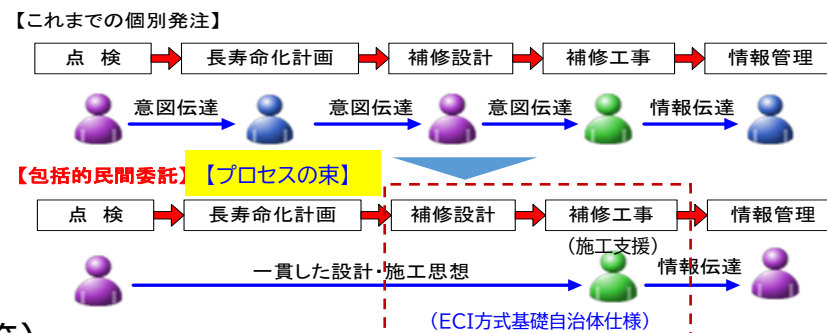 【これまでの個別発注】
点 検 長寿命化計画 補修設計 補修工事 情報管理
意図伝達 意図伝達 意図伝達 情報伝達
【包括的民間委託】 【プロセスの束】
点 検 長寿命化計画 補修設計 補修工事 情報管理
(施工支援)
一貫した設計・施工思想 情報伝達
(ECI方式基礎自治体仕様)